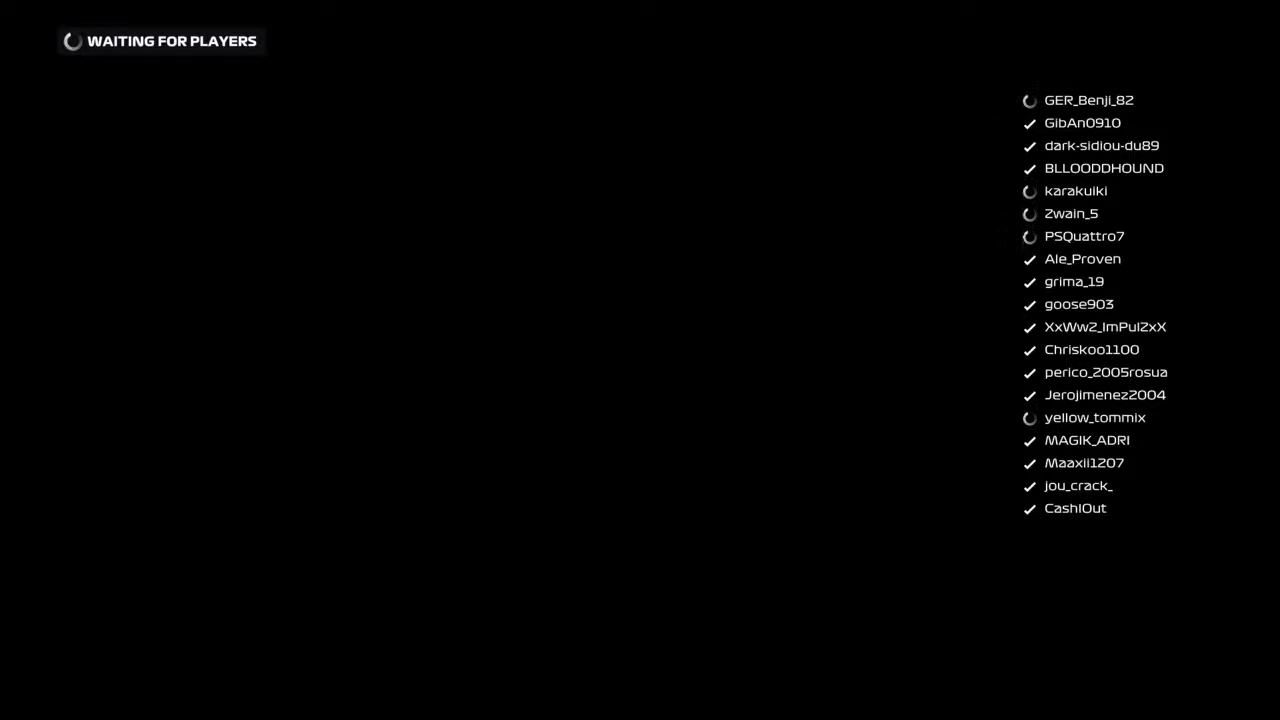 WAITING FOR PLAYERS
GER_Benji_82
GibAn0910
dark-sidiou-du89
BLLOODDHOUND
karakuiki
Zwain_5
PSQuattro7
Ale_Proven
grima_19
goose903
XxWwZ_ImPulZxX
Chriskoo1100
perico_2005rosua
Jerojimenez2004
yellow_tommix
MAGIK_ADRI
Maaxii1207
jou_crack_
CashIOut